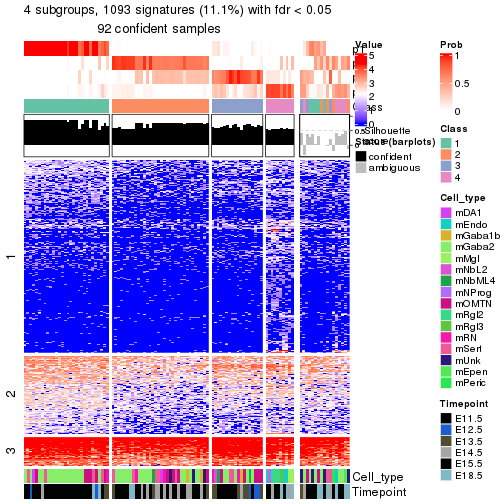 4 subgroups, 1093 signatures (11.1%) with fdr < 0.05
92 confident samples
Class
1
2
3
Cell_type
Timepoint
Value
5
4
3
2
1
0
Silhouette
Status (barplots)
confident
ambiguous
Prob
1
0.5
0
Class
1
2
3
4
Cell_type
mDA1
mEndo
mGaba1b
mGaba2
mMgl
mNbL2
mNbML4
mNProg
mOMTN
mRgl2
mRgl3
mRN
mSert
mUnk
mEpen
mPeric
Timepoint
E11.5
E12.5
E13.5
E14.5
E15.5
E18.5